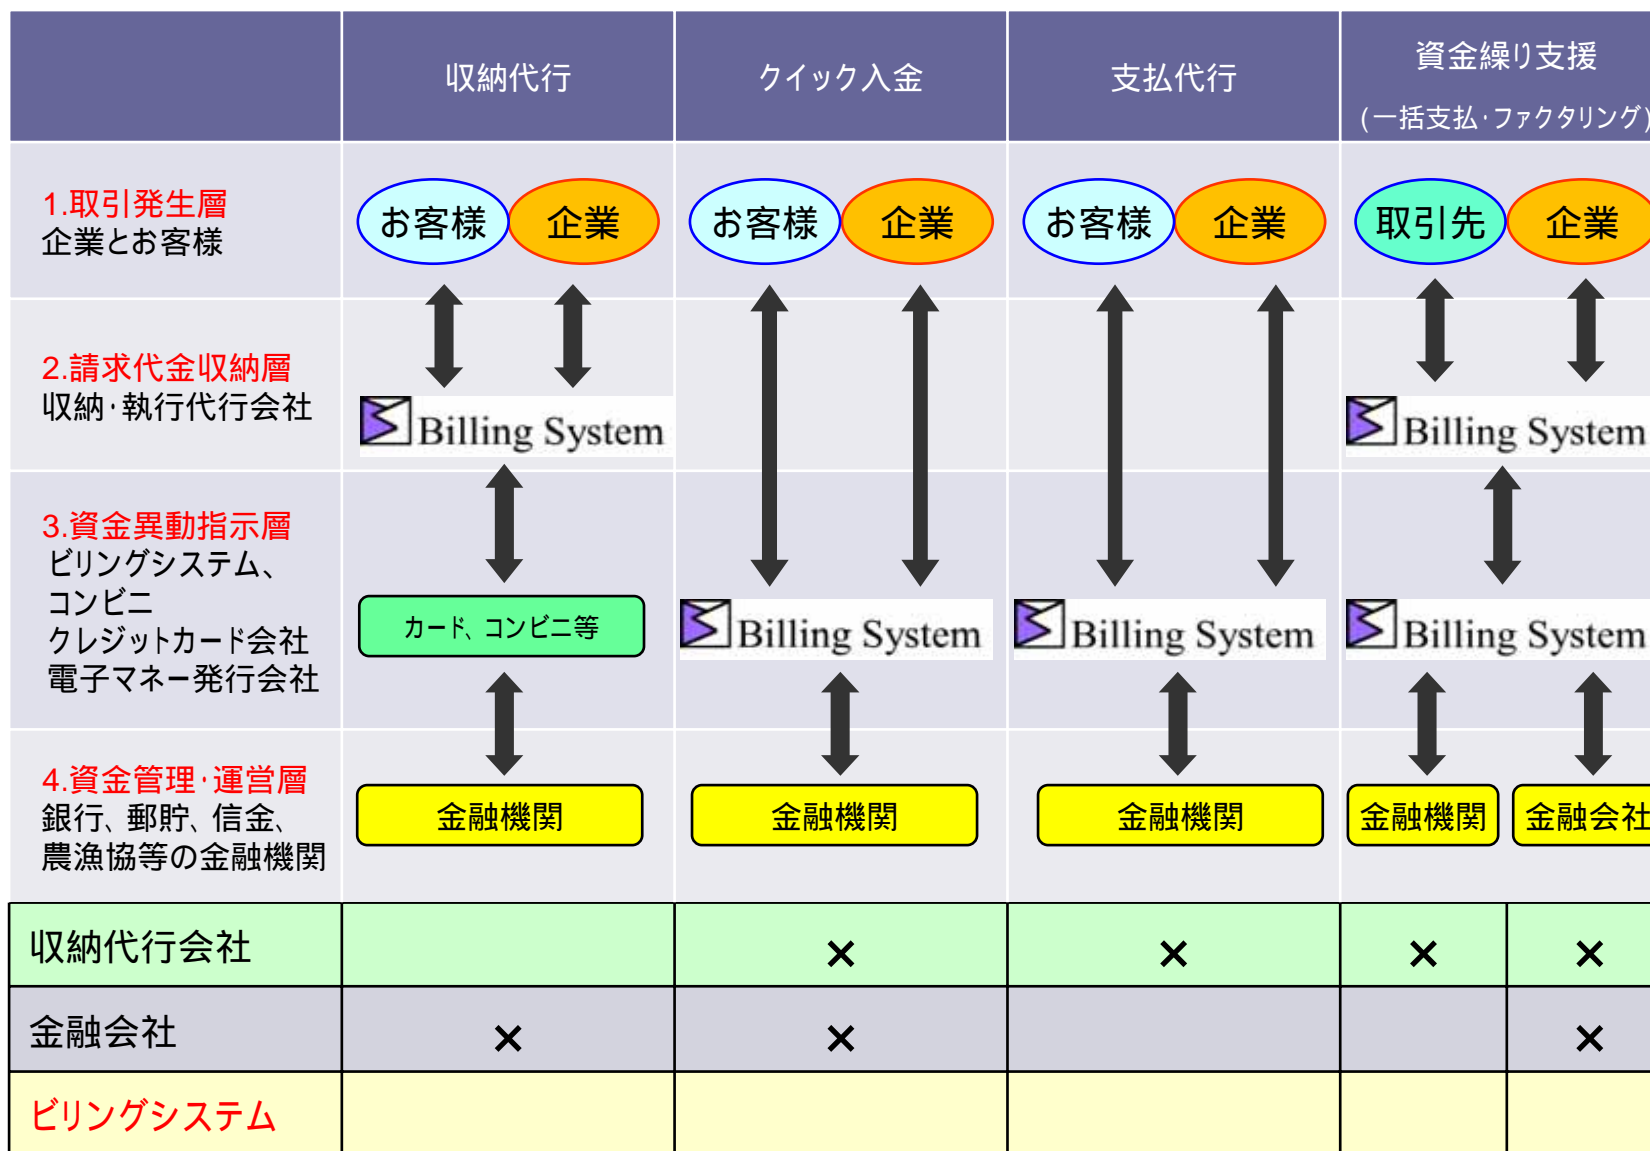 収納代行
クイック入金
支払代行
資金繰り支援
(一括支払・ファクタリング)
1.取引発生層
企業とお客様
お客様 企業
お客様 企業
お客様 企業
取引先 企業
2.請求代金収納層
収納・執行代行会社
Billing System
Billing System
3.資金異動指示層
ビリングシステム、
コンビニ
クレジットカード会社
電子マネー発行会社
カード、コンビニ等
Billing System
Billing System
Billing System
4.資金管理・運営層
銀行、郵貯、信金、
農漁協等の金融機関
金融機関
金融機関
金融機関
金融機関
金融会社
収納代行会社 × × × ×
金融会社 × × ×
ビリングシステム